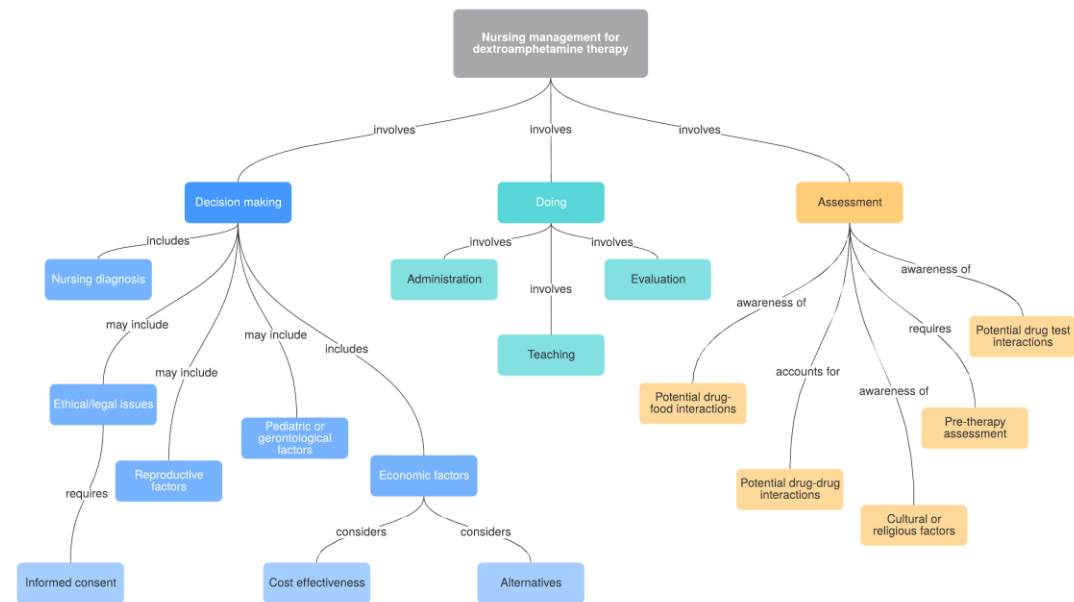 Nursing management for
dextroamphetamine therapy
involves
involves
involves
Decision making
Doing
Assessment
includes
involves
involves
Nursing diagnosis
Administration
Evaluation
awareness of
involves
awareness of
may include
requires
Potential drug test
interactions
may include
includes
Teaching
may include
accounts for
awareness of
Ethical/legal issues
Potential drug-
food interactions
Pediatric or
gerontological
factors
Pre-therapy
assessment
Reproductive
factors
Economic factors
Potential drug-drug
interactions
requires
Cultural or
religious factors
considers
considers
Informed consent
Cost effectiveness
Alternatives